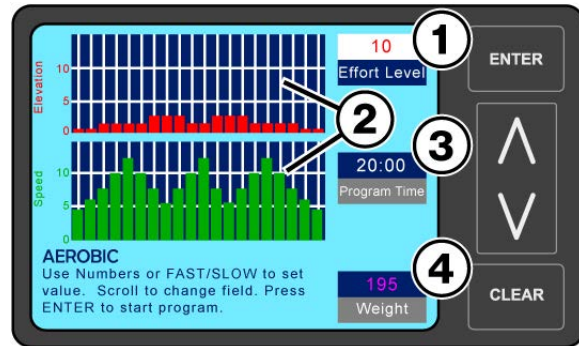 10
Effort Level
1
ENTER
Elevation
10
5
0
2
20:00
Program Time
3
Speed
10
5
0
AEROBIC
Use Numbers or FAST/SLOW to set
value. Scroll to change field. Press
ENTER to start program.
195
Weight
4
CLEAR